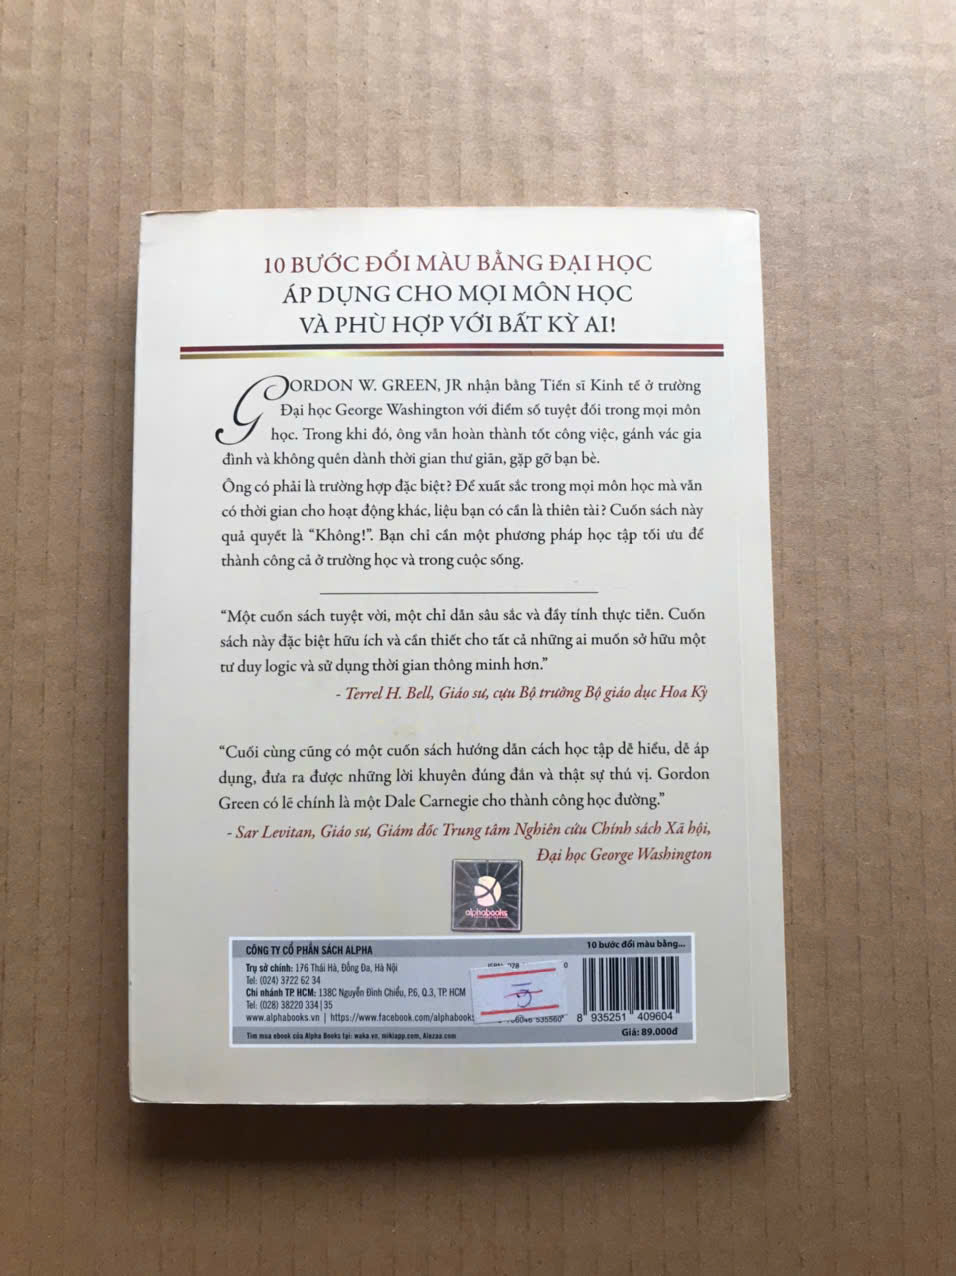 10 BƯỚC ĐỔI MÀU BẰNG ĐẠI HỌC
ÁP DỤNG CHO MỌI MÔN HỌC
VÀ PHÙ HỢP VỚI BẤT KỲ AI!
GORDON W. GREEN, JR nhận bằng Tiến sĩ Kinh tế ở trường
Đại học George Washington với điểm số tuyệt đối trong mọi môn
học. Trong khi đó, ông vẫn hoàn thành tốt công việc, gánh vác gia
đình và không quên dành thời gian thư giãn, gặp gỡ bạn bè.
Ông có phải là trường hợp đặc biệt? Để xuất sắc trong mọi môn học mà vẫn
có thời gian cho hoạt động khác, liệu bạn có cần là thiên tài? Cuốn sách này
quả quyết là “Không!”. Bạn chỉ cần một phương pháp học tập tối ưu để
thành công cả ở trường học và trong cuộc sống.
“Một cuốn sách tuyệt vời, một chỉ dẫn sâu sắc và đầy tính thực tiễn. Cuốn
sách này đặc biệt hữu ích và cần thiết cho tất cả những ai muốn sở hữu một
tư duy logic và sử dụng thời gian thông minh hơn.”
- Terrel H. Bell, Giáo sư, cựu Bộ trưởng Bộ giáo dục Hoa Kỳ
“Cuối cùng cũng có một cuốn sách hướng dẫn cách học tập dễ hiểu, dễ áp
dụng, đưa ra được những lời khuyên đúng đắn và thật sự thú vị. Gordon
Green có lẽ chính là một Dale Carnegie cho thành công học đường.”
- Sar Levitan, Giáo sư, Giám đốc Trung tâm Nghiên cứu Chính sách Xã hội,
Đại học George Washington
alphabooks
CÔNG TY CỔ PHẦN SÁCH ALPHA
10 bước đổi màu bằng...
Trụ sở chính: 176 Thái Hà, Đống Đa, Hà Nội
Tel: (024) 3722 62 34
Chi nhánh TP. HCM: 138C Nguyễn Đình Chiểu, P.6, Q.3, TP. HCM
Tel: (028) 38220 334|35
www.alphabooks.vn | https://www.facebook.com/alphabooks
8 935251 409604
Giá: 89.000đ
Tìm mua ebook của Alpha Books tại: waka.vn, mikiapp.com, Alezaa.com